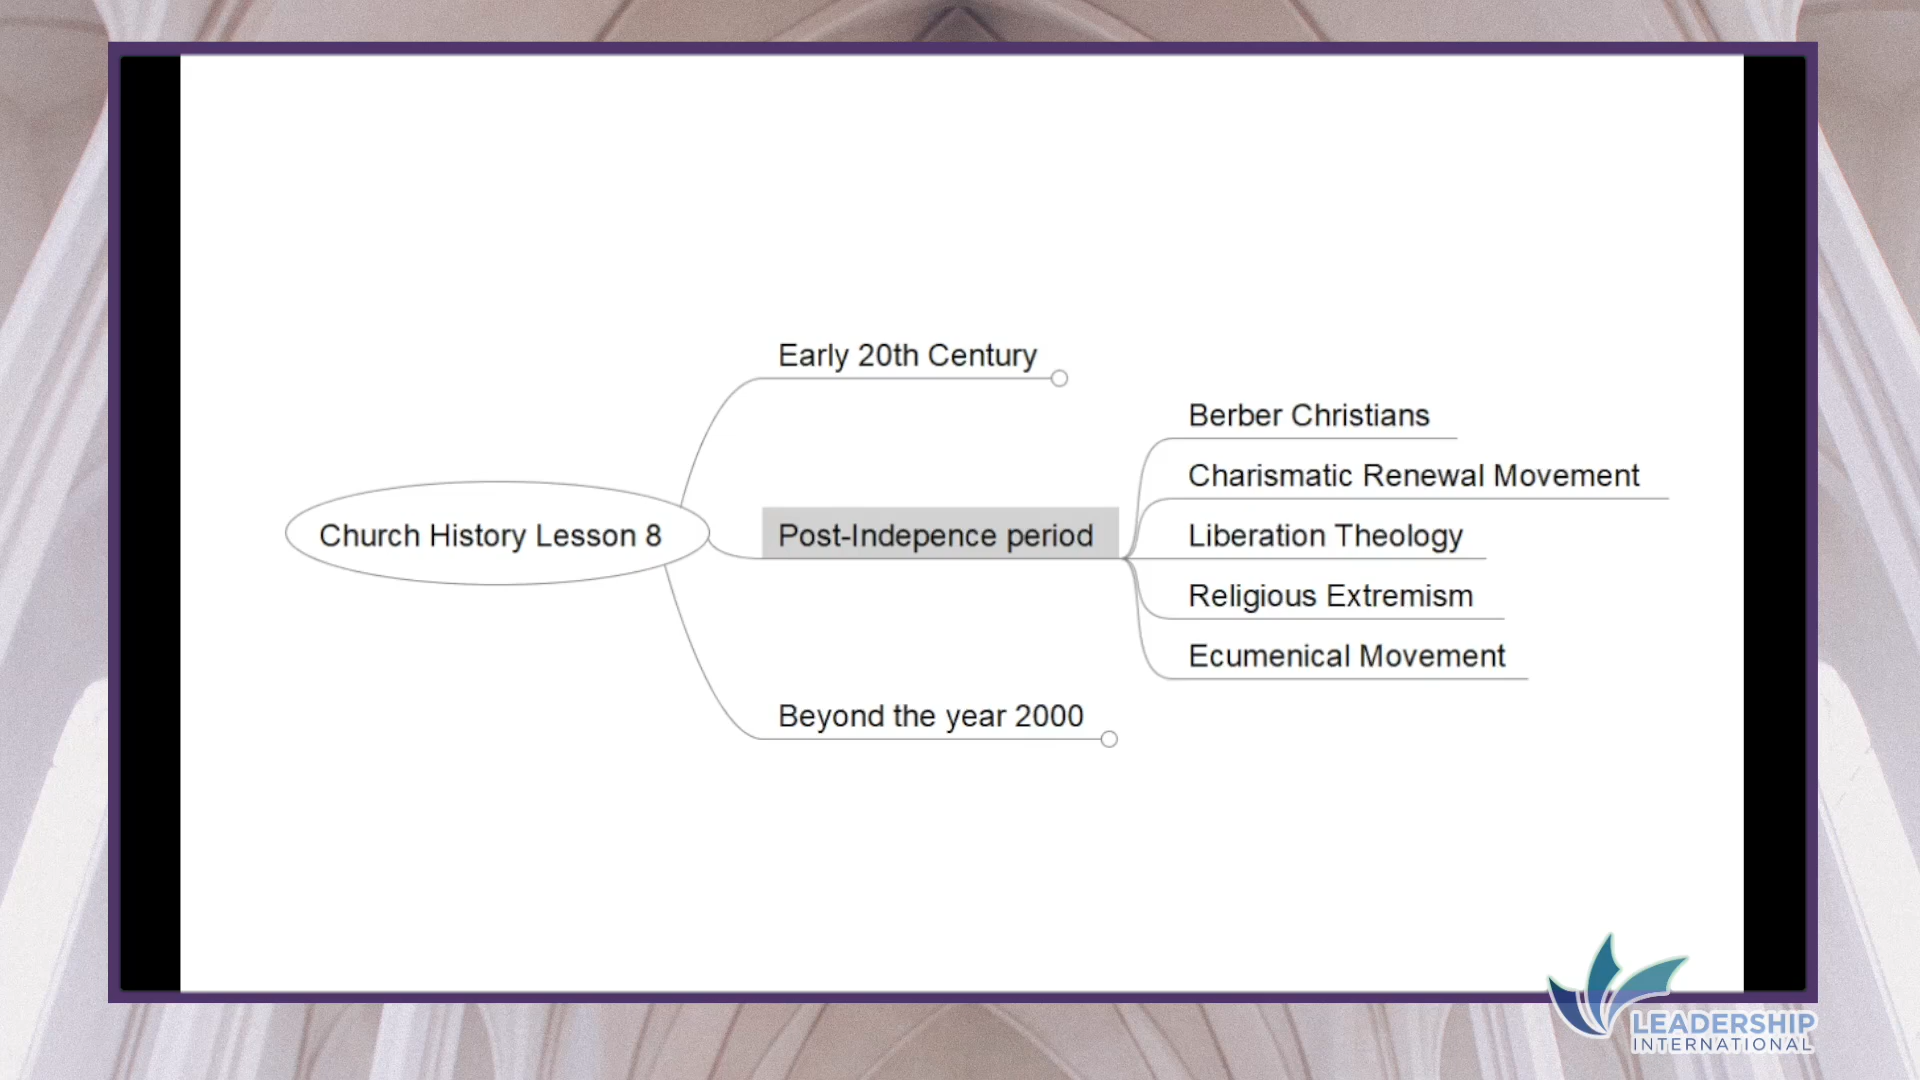 Early 20th Century
Berber Christians
Charismatic Renewal Movement
Church History Lesson 8
Post-Indepence period
Liberation Theology
Religious Extremism
Ecumenical Movement
Beyond the year 2000
LEADERSHIP
INTERNATIONAL